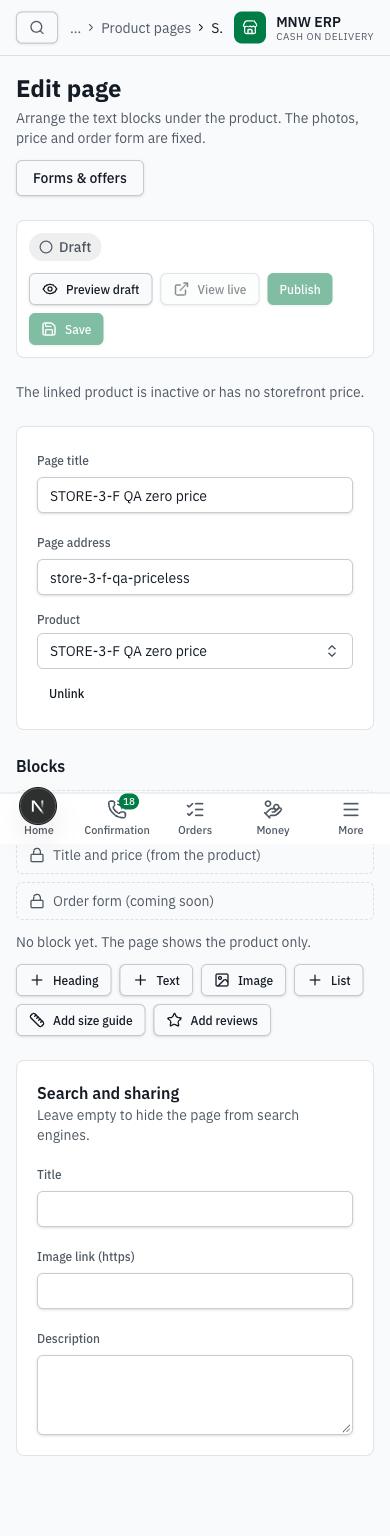 ... > Product pages > S.
MNW ERP
CASH ON DELIVERY
Edit page
Arrange the text blocks under the product. The photos,
price and order form are fixed.
Forms & offers
Draft
Preview draft
View live
Publish
Save
The linked product is inactive or has no storefront price.
Page title
STORE-3-F QA zero price
Page address
store-3-f-qa-priceless
Product
STORE-3-F QA zero price
Unlink
Blocks
N
18
Home
Confirmation
Orders
Money
More
Title and price (from the product)
Order form (coming soon)
No block yet. The page shows the product only.
Heading
Text
Image
List
Add size guide
Add reviews
Search and sharing
Leave empty to hide the page from search
engines.
Title
Image link (https)
Description